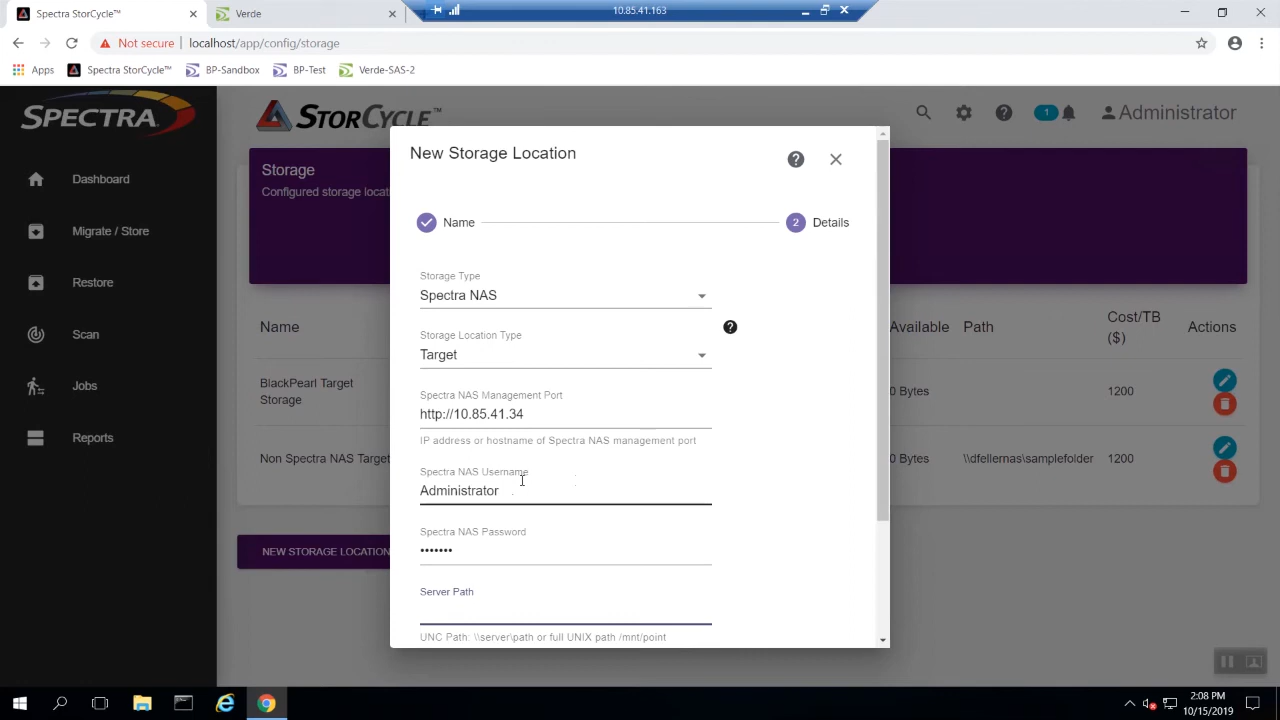 Spectra StorCycle™
Verde
10.85.41.163
Not secure
localhost/app/config/storage
Apps
Spectra StorCycle™
BP-Sandbox
BP-Test
Verde-SAS-2
SPECTRA
STORCYCLE™
1
Administrator
Dashboard
Migrate / Store
Restore
Scan
Jobs
Reports
Storage
Configured storage locat
Name
Available
Path
Cost/TB
($)
Actions
BlackPearl Target
Storage
0 Bytes
1200
Non Spectra NAS Target
0 Bytes
\\dfellernas\samplefolder
1200
NEW STORAGE LOCATION
New Storage Location
Name
2
Details
Storage Type
Spectra NAS
Storage Location Type
Target
Spectra NAS Management Port
http://10.85.41.34
IP address or hostname of Spectra NAS management port
Spectra NAS Username
Administrator
Spectra NAS Password
•••••••
Server Path
UNC Path: \\server\path or full UNIX path /mnt/point
2:08 PM
10/15/2019